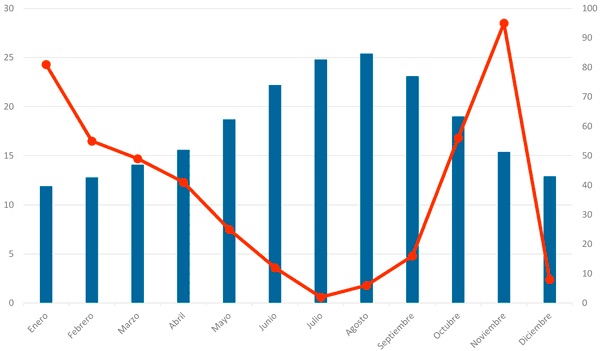 30
25
20
15
10
5
0
100
90
80
70
60
50
40
30
20
10
0
Enero
Febrero
Marzo
Abril
Mayo
Junio
Julio
Agosto
Septiembre
Octubre
Noviembre
Diciembre